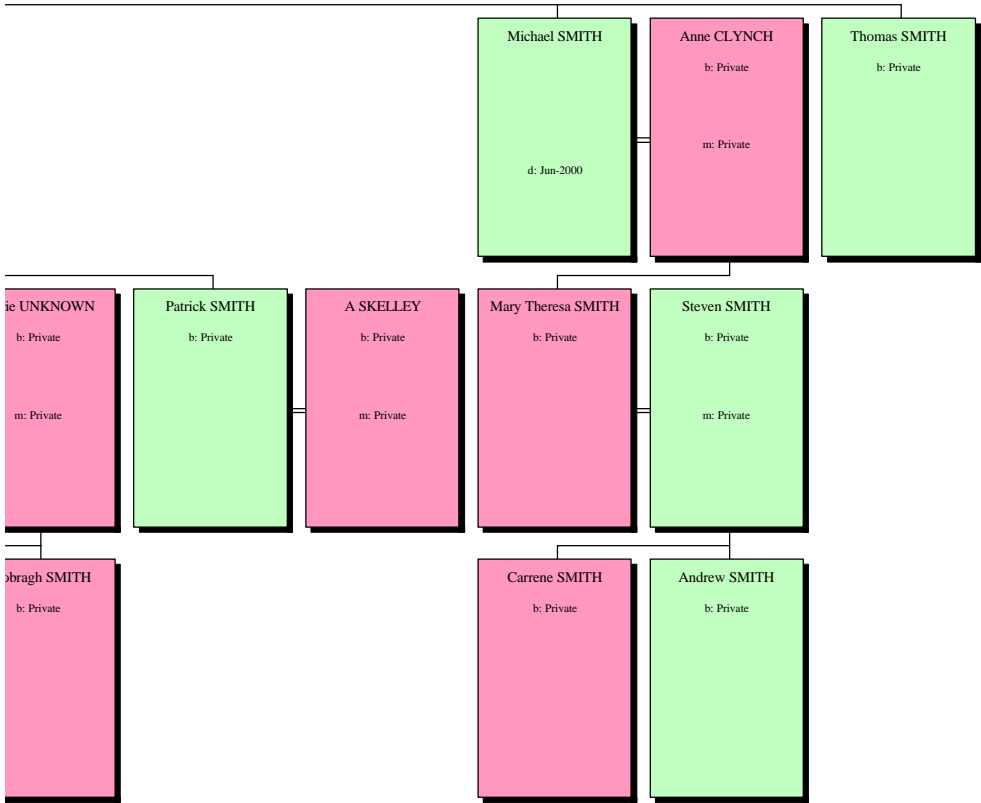 Michael SMITH
d: Jun-2000
Anne CLYNCH
b: Private
m: Private
Thomas SMITH
b: Private
UNKNOWN
b: Private
m: Private
Patrick SMITH
b: Private
A SKELLEY
b: Private
m: Private
Mary Theresa SMITH
b: Private
Steven SMITH
b: Private
m: Private
SMITH
b: Private
Carrene SMITH
b: Private
Andrew SMITH
b: Private